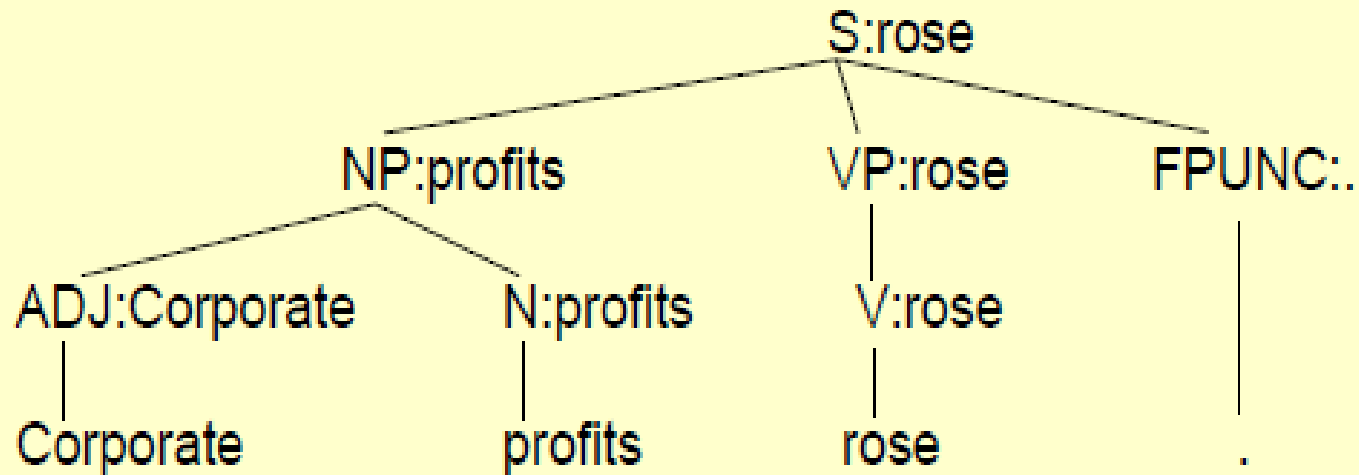 S:rose
NP:profits VP:rose FPUNC:.
ADJ:Corporate N:profits V:rose
Corporate profits rose .